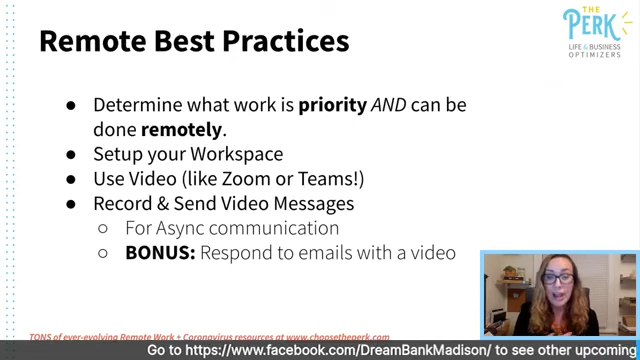 Remote Best Practices
THE
PERK
LIFE & BUSINESS
OPTIMIZERS
● Determine what work is priority AND can be
done remotely.
● Setup your Workspace
● Use Video (like Zoom or Teams!)
● Record & Send Video Messages
○ For Async communication
○ BONUS: Respond to emails with a video
TONS of ever-evolving Remote Work + Coronavirus resources at www.choosetheperk.com
Go to https://www.facebook.com/DreamBankMadison/ to see other upcoming